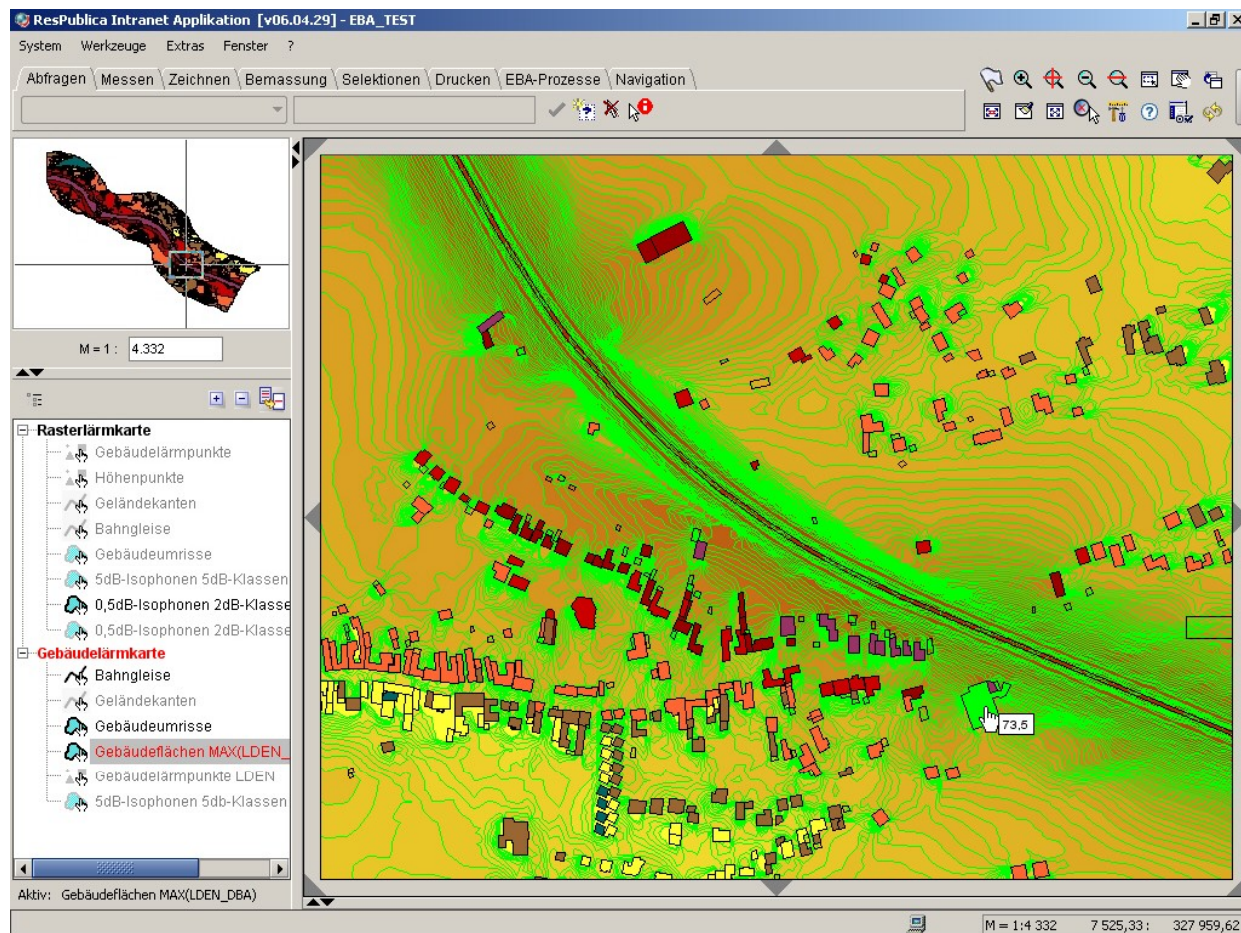 ResPublica Intranet Applikation [v06.04.29] - EBA_TEST
System Werkzeuge Extras Fenster ?
Abfragen Messen Zeichnen Bemassung Selektionen Drucken EBA-Prozesse Navigation
M = 1 : 4.332
Rasterlärmkarte
Gebäudelärmpunkte
Höhenpunkte
Geländekanten
Bahngleise
Gebäudeumrisse
5dB-Isophonen 5dB-Klassen
0,5dB-Isophonen 2dB-Klasse
0,5dB-Isophonen 2dB-Klasse
Gebäudelärmkarte
Bahngleise
Geländekanten
Gebäudeumrisse
Gebäudeflächen MAX(LDEN_
Gebäudelärmpunkte LDEN
5dB-Isophonen 5db-Klassen
73,5
Aktiv: Gebäudeflächen MAX(LDEN_DBA)
M = 1:4 332 7 525,33 : 327 959,62